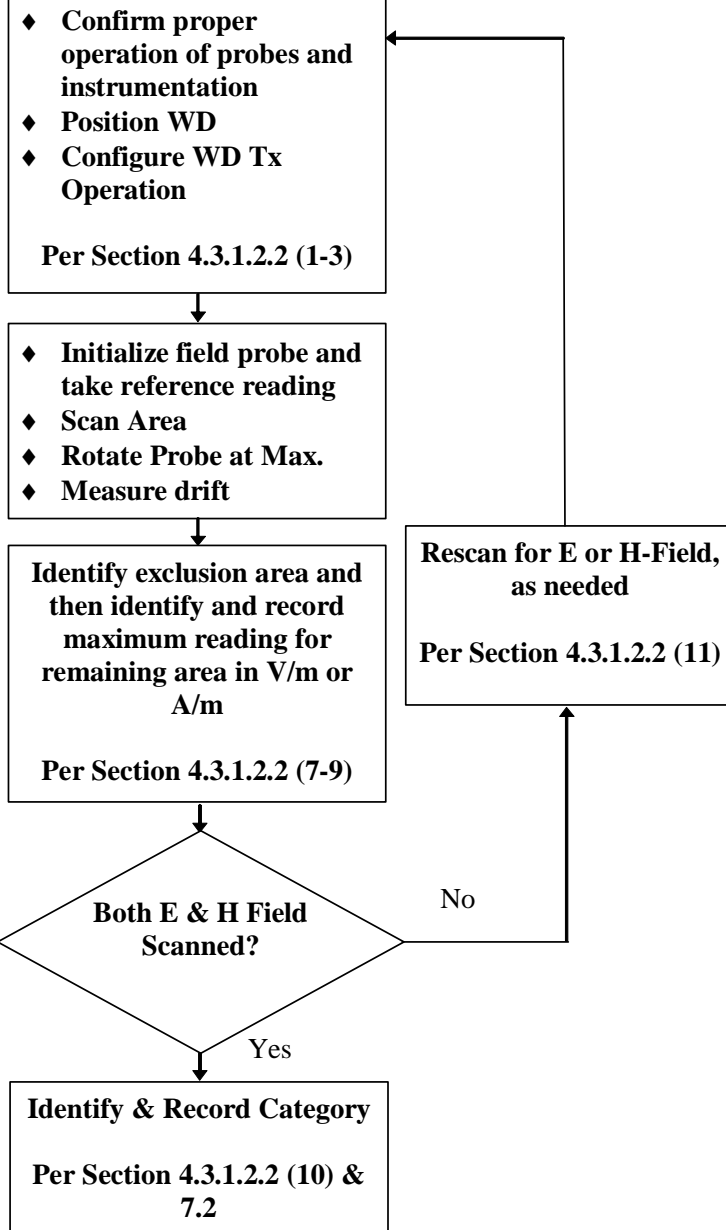 ♦ Confirm proper
operation of probes and
instrumentation
♦ Position WD
♦ Configure WD Tx
Operation
Per Section 4.3.1.2.2 (1-3)
♦ Initialize field probe and
take reference reading
♦ Scan Area
♦ Rotate Probe at Max.
♦ Measure drift
Identify exclusion area and
then identify and record
maximum reading for
remaining area in V/m or
A/m
Per Section 4.3.1.2.2 (7-9)
Rescan for E or H-Field,
as needed
Per Section 4.3.1.2.2 (11)
Both E & H Field
Scanned?
No
Yes
Identify & Record Category
Per Section 4.3.1.2.2 (10) &
7.2